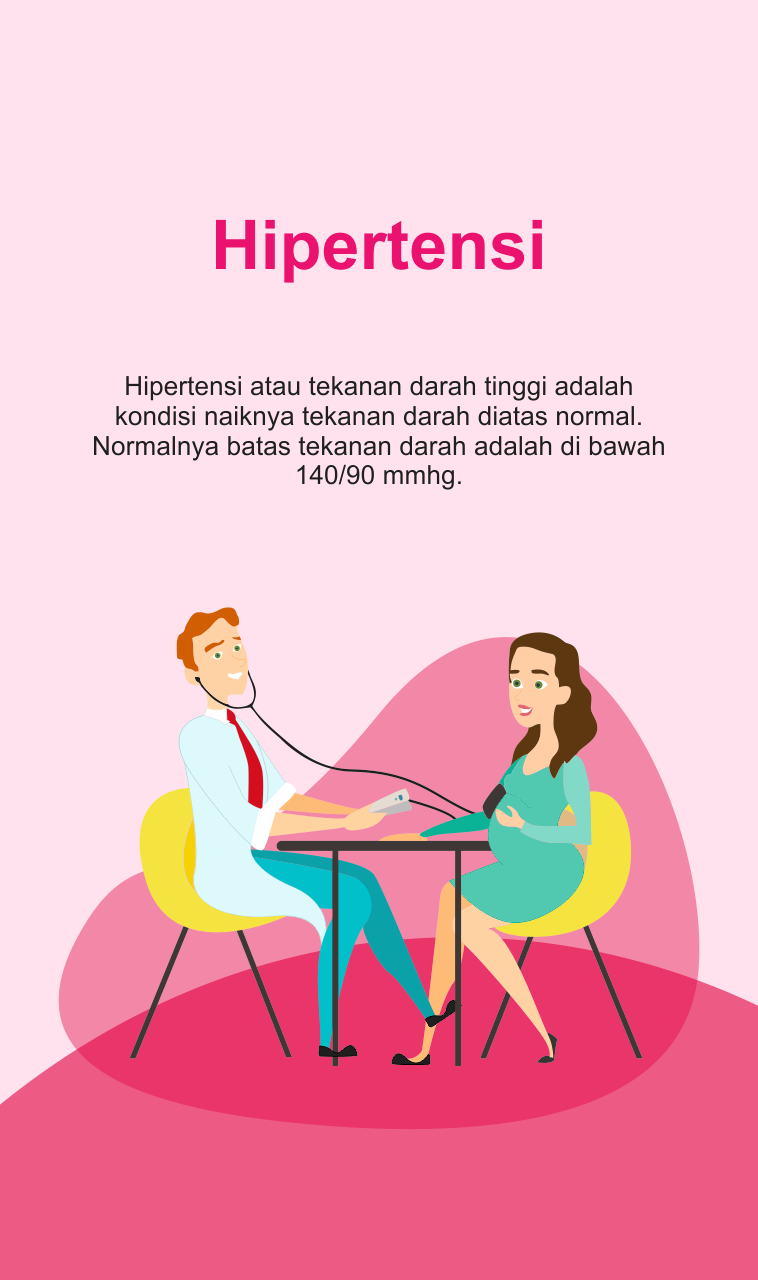 Hipertensi
Hipertensi atau tekanan darah tinggi adalah
kondisi naiknya tekanan darah diatas normal.
Normalnya batas tekanan darah adalah di bawah
140/90 mmhg.